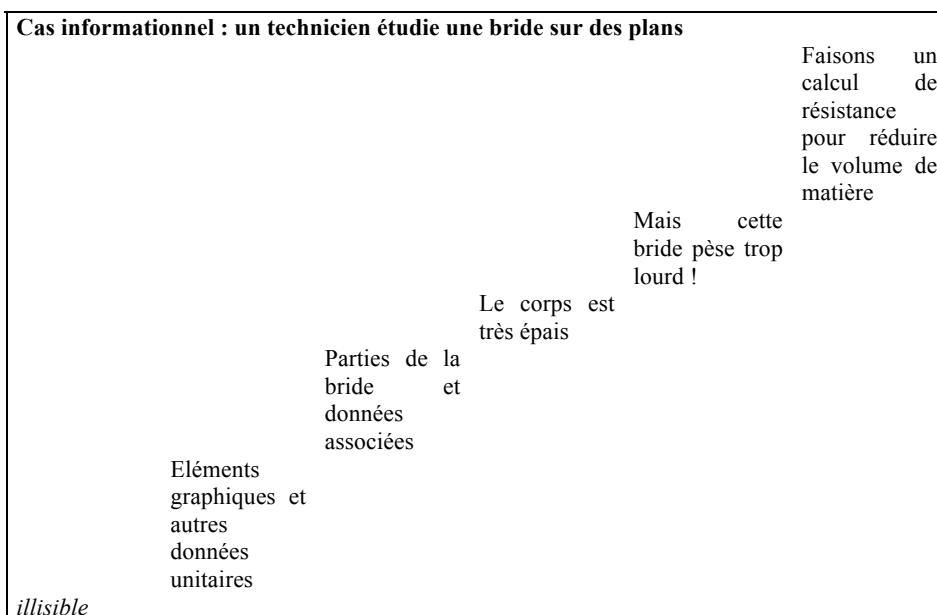 Cas informationnel : un technicien étudie une bride sur des plans
Faisons un
calcul de
résistance
pour réduire
le volume de
matière
Mais cette
bride pèse trop
lourd !
Le corps est
très épais
Parties de la
bride et
données
associées
Eléments
graphiques et
autres
données
unitaires
illisible